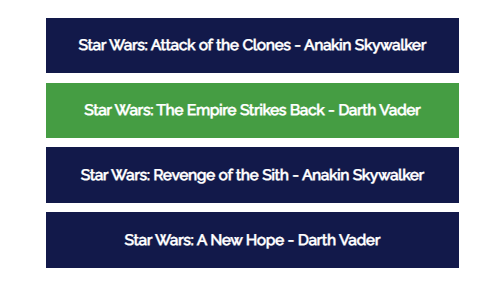 Star Wars: Attack of the Clones - Anakin Skywalker
Star Wars: The Empire Strikes Back - Darth Vader
Star Wars: Revenge of the Sith - Anakin Skywalker
Star Wars: A New Hope - Darth Vader